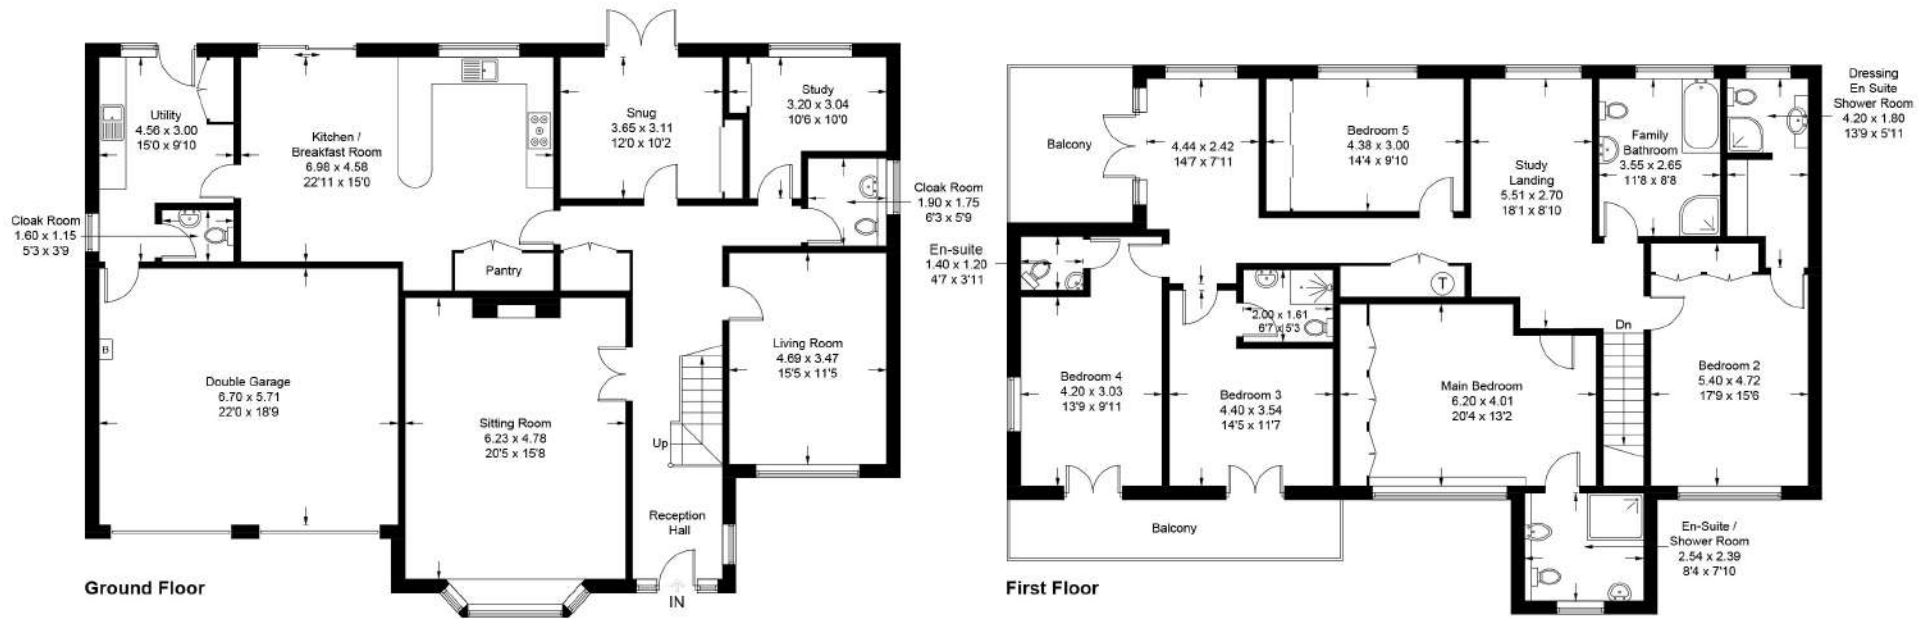 Utility
4.56 x 3.00
15'0 x 9'10
Kitchen /
Breakfast Room
6.98 x 4.58
22'11 x 15'0
Snug
3.65 x 3.11
12'0 x 10'2
Study
3.20 x 3.04
10'6 x 10'0
Cloak Room
1.60 x 1.15
5'3 x 3'9
Cloak Room
1.90 x 1.75
6'3 x 5'9
Pantry
B
Double Garage
6.70 x 5.71
22'0 x 18'9
Sitting Room
6.23 x 4.78
20'5 x 15'8
Living Room
4.69 x 3.47
15'5 x 11'5
Up
Reception
Hall
IN
Ground Floor
Balcony
4.44 x 2.42
14'7 x 7'11
Bedroom 5
4.38 x 3.00
14'4 x 9'10
Study
Landing
5.51 x 2.70
18'1 x 8'10
Family
Bathroom
3.55 x 2.65
11'8 x 8'8
Dressing
En Suite
Shower Room
4.20 x 1.80
13'9 x 5'11
En-suite
1.40 x 1.20
4'7 x 3'11
T
2.00 x 1.61
6'7 x 5'3
Dn
Bedroom 4
4.20 x 3.03
13'9 x 9'11
Bedroom 3
4.40 x 3.54
14'5 x 11'7
Main Bedroom
6.20 x 4.01
20'4 x 13'2
Bedroom 2
5.40 x 4.72
17'9 x 15'6
Balcony
En-Suite /
Shower Room
2.54 x 2.39
8'4 x 7'10
First Floor